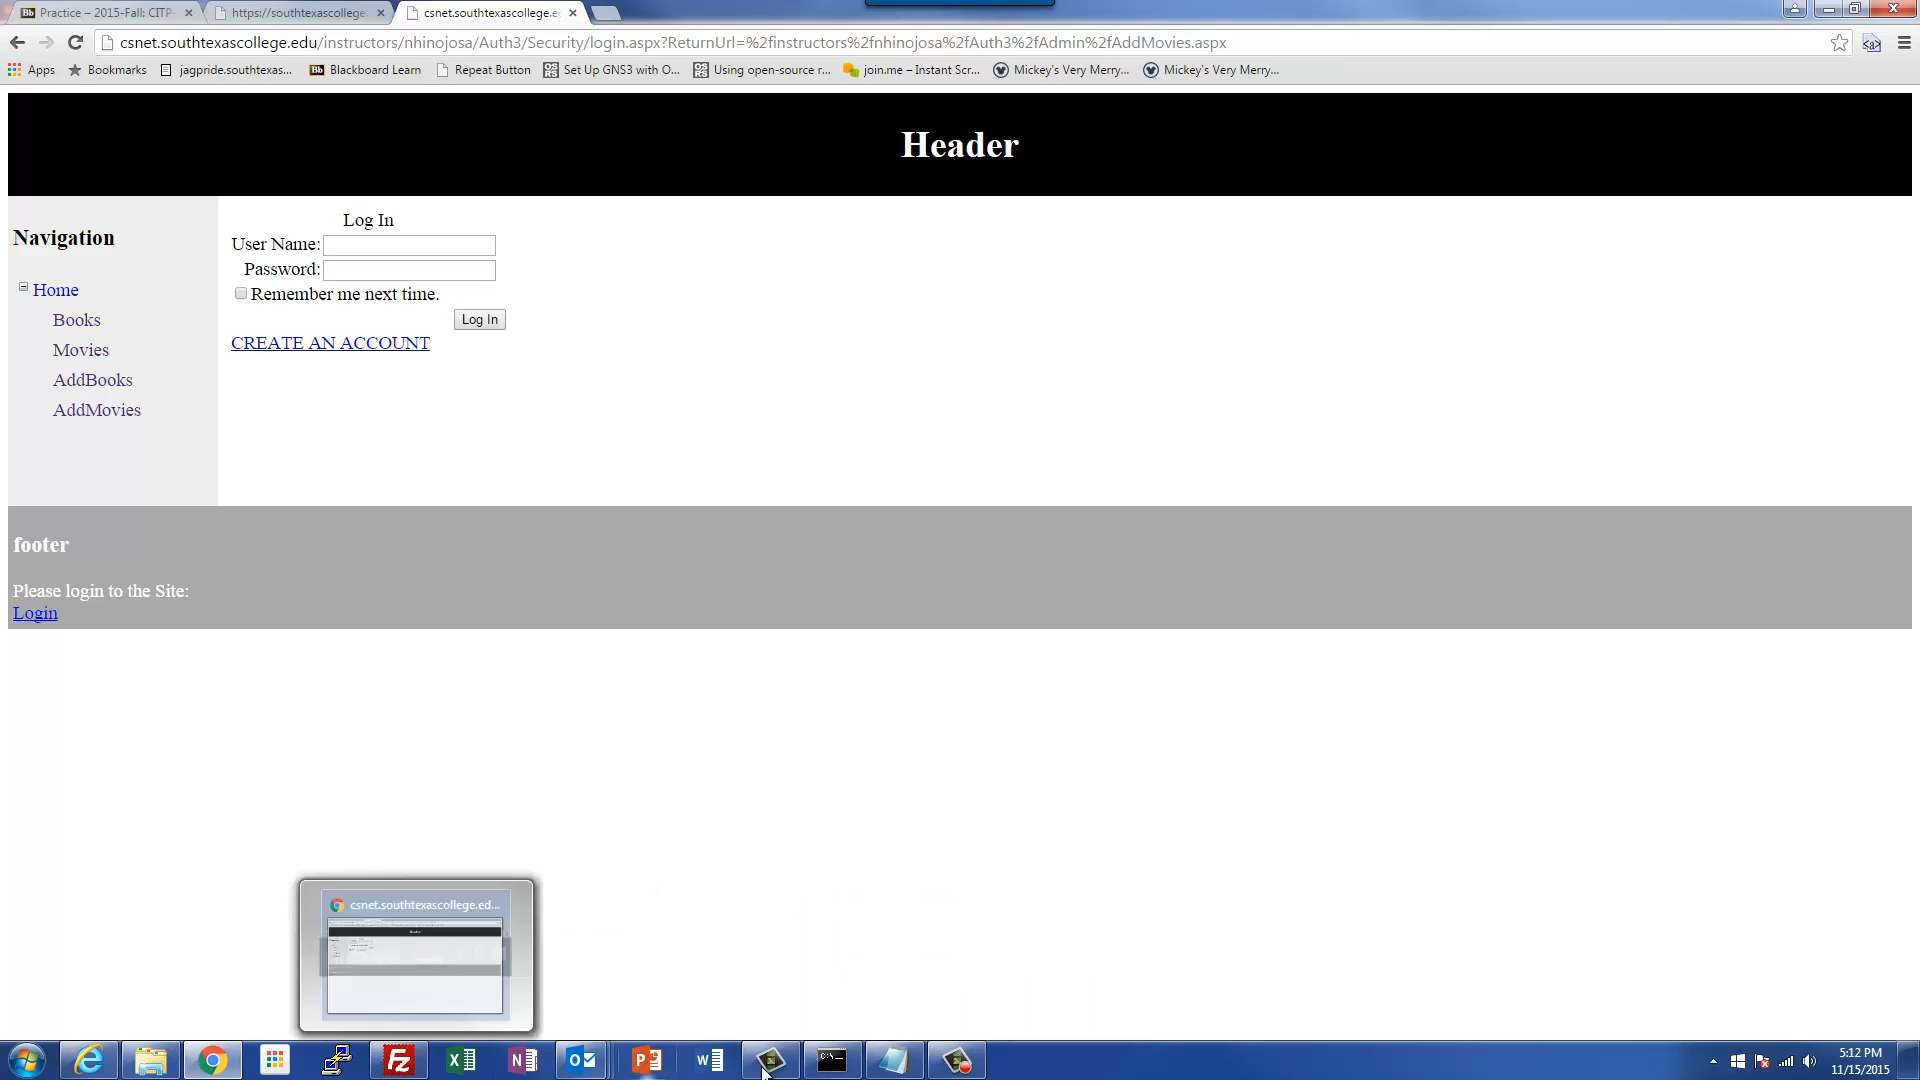 Practice – 2015-Fall: CITP-
https://southtexascollege.
csnet.southtexascollege.e
csnet.southtexascollege.edu/instructors/nhinojosa/Auth3/Security/login.aspx?ReturnUrl=%2finstructors%2fnhinojosa%2fAuth3%2fAdmin%2fAddMovies.aspx
Apps
Bookmarks
jagpride.southtexas...
Bb Blackboard Learn
Repeat Button
Set Up GNS3 with O...
Using open-source r...
join.me – Instant Scr...
Mickey's Very Merry...
Mickey's Very Merry...
Header
Navigation
Home
Books
Movies
AddBooks
AddMovies
Log In
User Name:
Password:
Remember me next time.
Log In
CREATE AN ACCOUNT
footer
Please login to the Site:
Login
csnet.southtexascollege.ed...
5:12 PM
11/15/2015